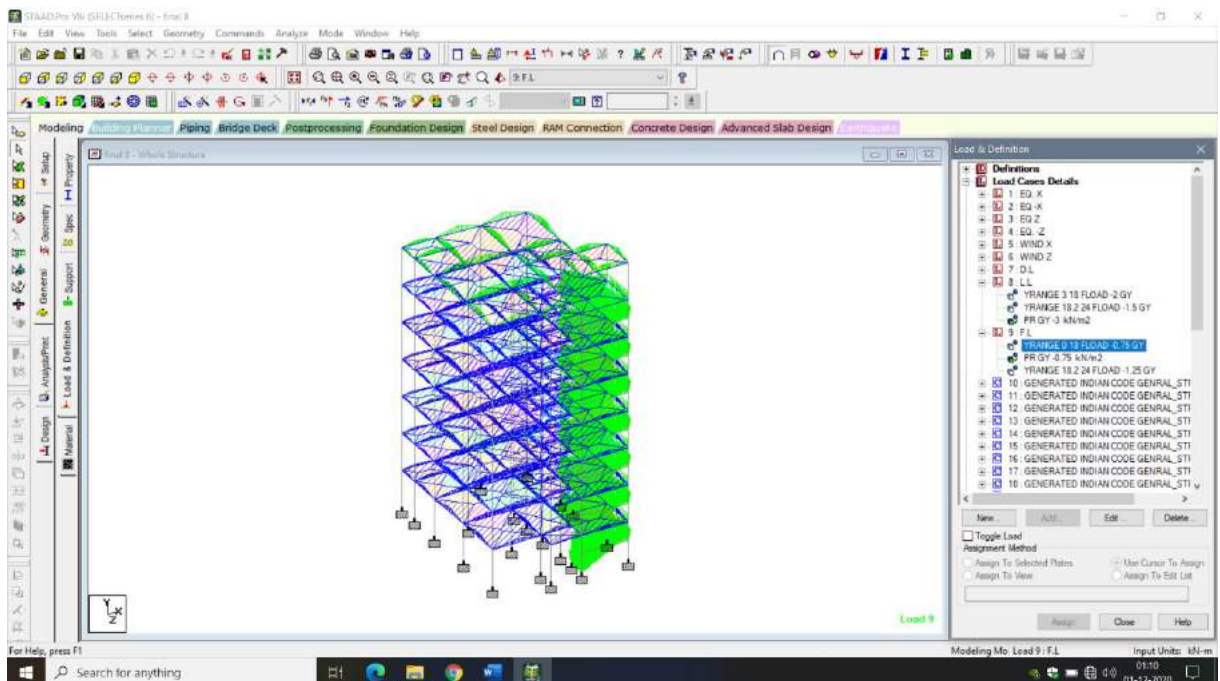 STAAD.Pro V8i (SELECTseries 6) - final 8
File Edit View Tools Select Geometry Commands Analyze Mode Window Help
9:F.L
Modeling Building Planner Piping Bridge Deck Postprocessing Foundation Design Steel Design RAM Connection Concrete Design Advanced Slab Design Earthquake
Setup
Geometry
General
Analysis/Print
Design
Property
Spec
Support
Load & Definition
Material
final 8 - Whole Structure
Load 9
Y X Z
Load & Definition
Definitions
Load Cases Details
1 : EQ. X
2 : EQ -X
3 : EQ Z
4 : EQ. -Z
5 : WIND X
6 : WIND Z
7 : D.L
8 : L.L
YRANGE 3 18 FLOAD -2 GY
YRANGE 18.2 24 FLOAD -1.5 GY
PR GY -3 kN/m2
9 : F.L
YRANGE 0 18 FLOAD -0.75 GY
PR GY -0.75 kN/m2
YRANGE 18.2 24 FLOAD -1.25 GY
10 : GENERATED INDIAN CODE GENRAL_STI
11 : GENERATED INDIAN CODE GENRAL_STI
12 : GENERATED INDIAN CODE GENRAL_STI
13 : GENERATED INDIAN CODE GENRAL_STI
14 : GENERATED INDIAN CODE GENRAL_STI
15 : GENERATED INDIAN CODE GENRAL_STI
16 : GENERATED INDIAN CODE GENRAL_STI
17 : GENERATED INDIAN CODE GENRAL_STI
18 : GENERATED INDIAN CODE GENRAL_STI
New... Add... Edit... Delete...
Toggle Load
Assignment Method
Assign To Selected Plates Use Cursor To Assign
Assign To View Assign To Edit List
Assign Close Help
For Help, press F1
Modeling Mo Load 9 : F.L Input Units: kN-m
Search for anything
01:10
01-12-2020